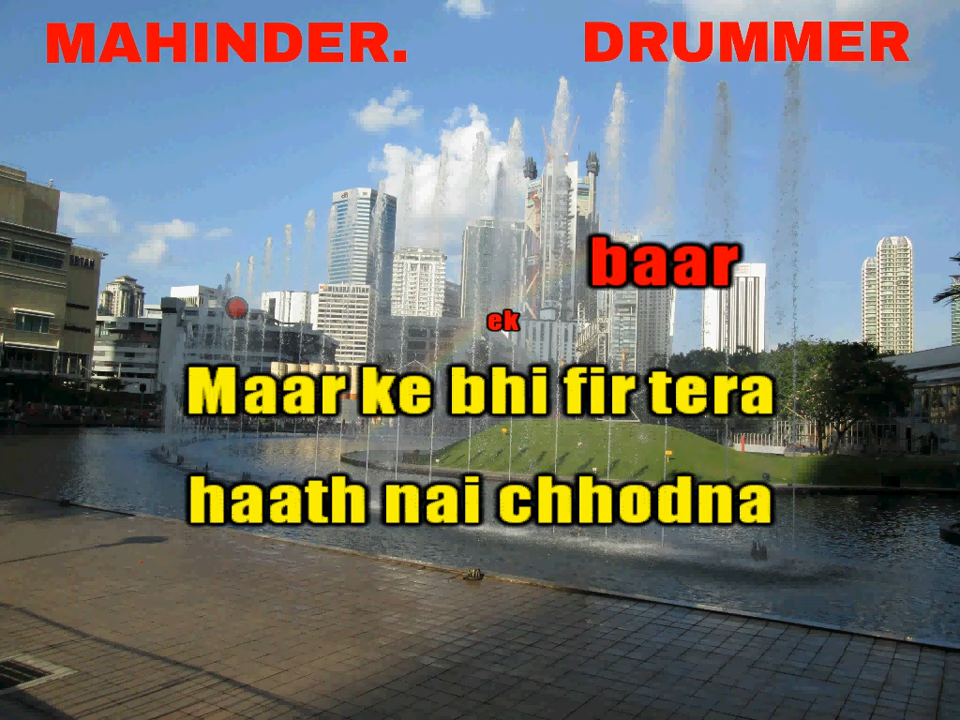 MAHINDER. DRUMMER
baar
ek
Maar ke bhi fir tera
haath nai chhodna